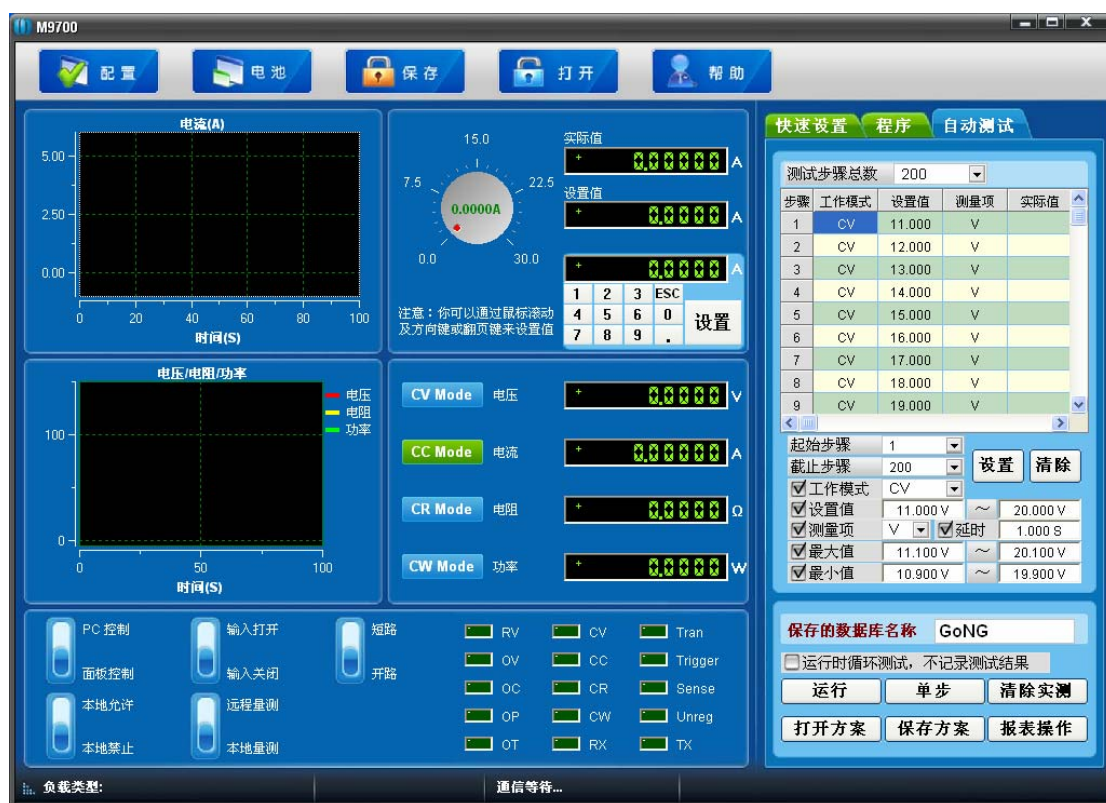 M9700
配置 电池 保存 打开 帮助
电流(A)
5.00
2.50
0.00
0 20 40 60 80 100
时间(S)
15.0
7.5 22.5
0.0000A
0.0 30.0
注意：你可以通过鼠标滚动
及方向键或翻页键来设置值
实际值
+ 0.00000 A
设置值
+ 0.0000 A
+ 0.0000 A
1 2 3 ESC
4 5 6 0
7 8 9 .
设置
电压/电阻/功率
电压
电阻
功率
100
0
0 50 100
时间(S)
CV Mode 电压 + 0.0000 V
CC Mode 电流 + 0.00000 A
CR Mode 电阻 + 0.0000 Ω
CW Mode 功率 + 0.0000 W
PC 控制 输入打开 短路
面板控制 输入关闭 开路
本地允许 远程量测
本地禁止 本地量测
RV CV Tran
OV CC Trigger
OC CR Sense
OP CW Unreg
OT RX TX
快速设置 程序 自动测试
测试步骤总数 200
步骤 工作模式 设置值 测量项 实际值
1 CV 11.000 V
2 CV 12.000 V
3 CV 13.000 V
4 CV 14.000 V
5 CV 15.000 V
6 CV 16.000 V
7 CV 17.000 V
8 CV 18.000 V
9 CV 19.000 V
起始步骤 1
截止步骤 200
设置 清除
工作模式 CV
设置值 11.000 V ～ 20.000 V
测量项 V 延时 1.000 S
最大值 11.100 V ～ 20.100 V
最小值 10.900 V ～ 19.900 V
保存的数据库名称 GoNG
运行时循环测试，不记录测试结果
运行 单步 清除实测
打开方案 保存方案 报表操作
负载类型: 通信等待...